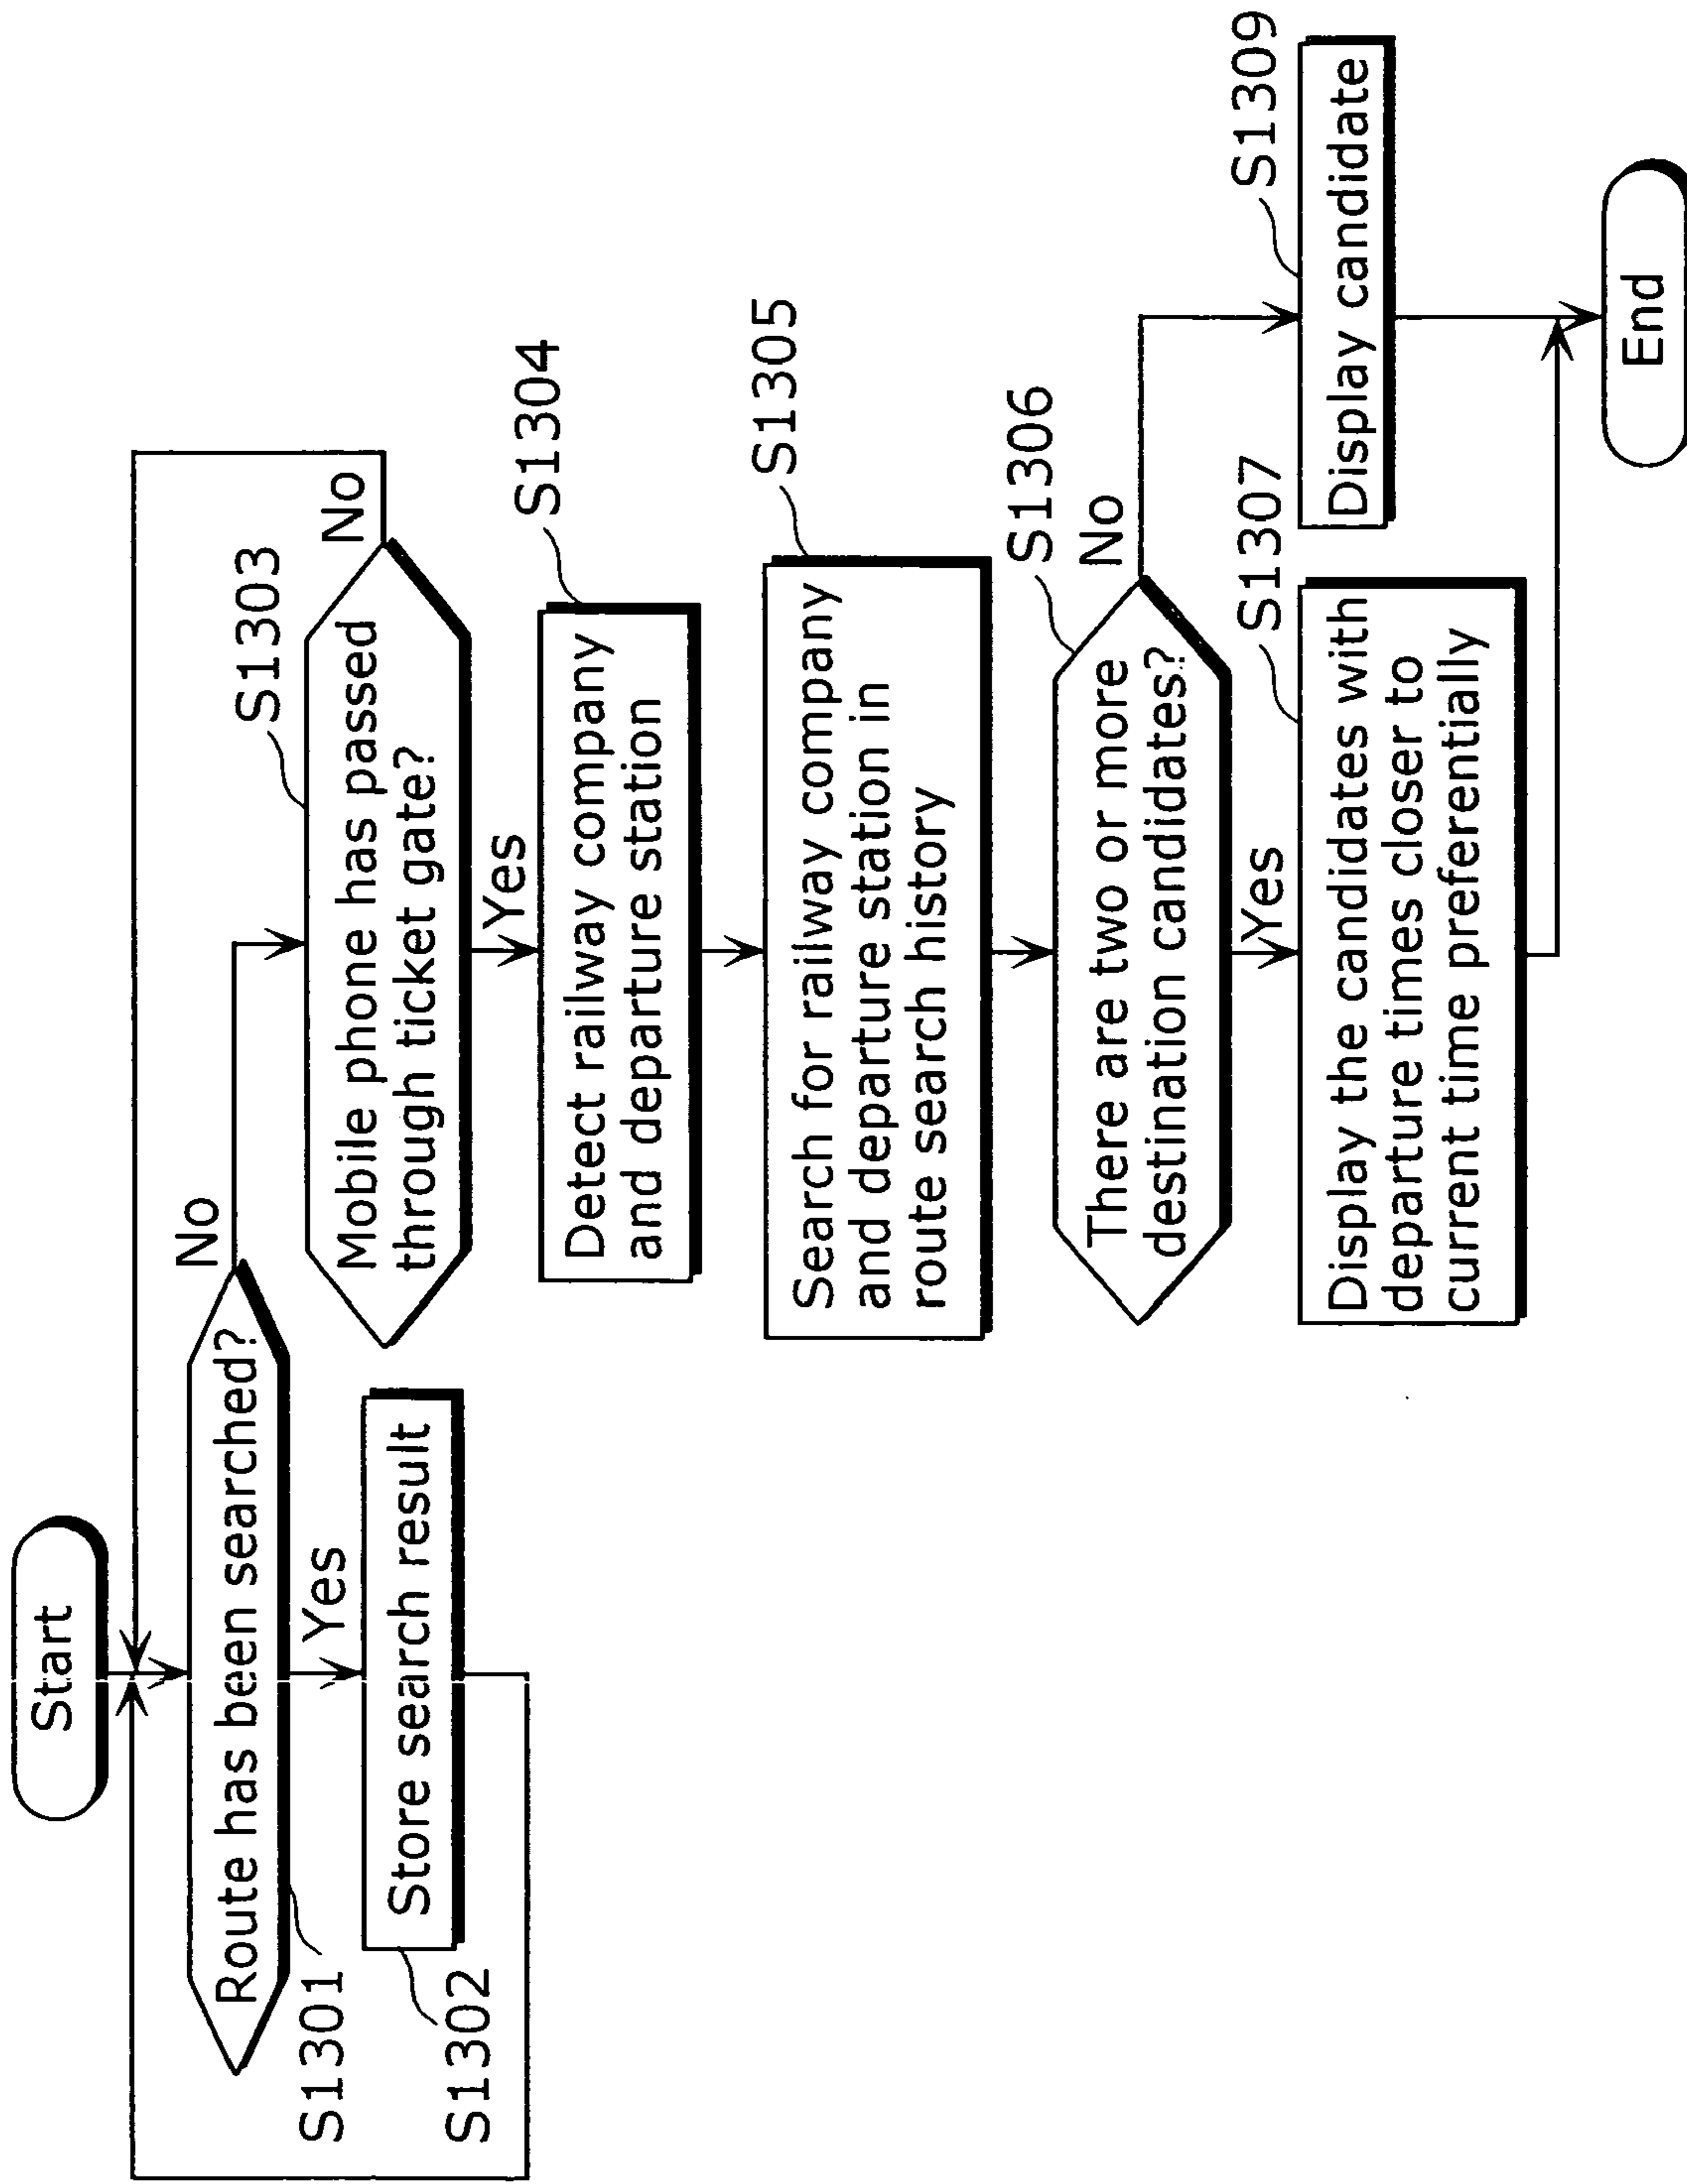 Start
Route has been searched?
No
S1301
Yes
Store search result
S1302
S1303
Mobile phone has passed
through ticket gate?
No
Yes
S1304
Detect railway company
and departure station
S1305
Search for railway company
and departure station in
route search history
S1306
There are two or more
destination candidates?
No
Yes
S1307
Display the candidates with
departure times closer to
current time preferentially
S1309
Display candidate
End